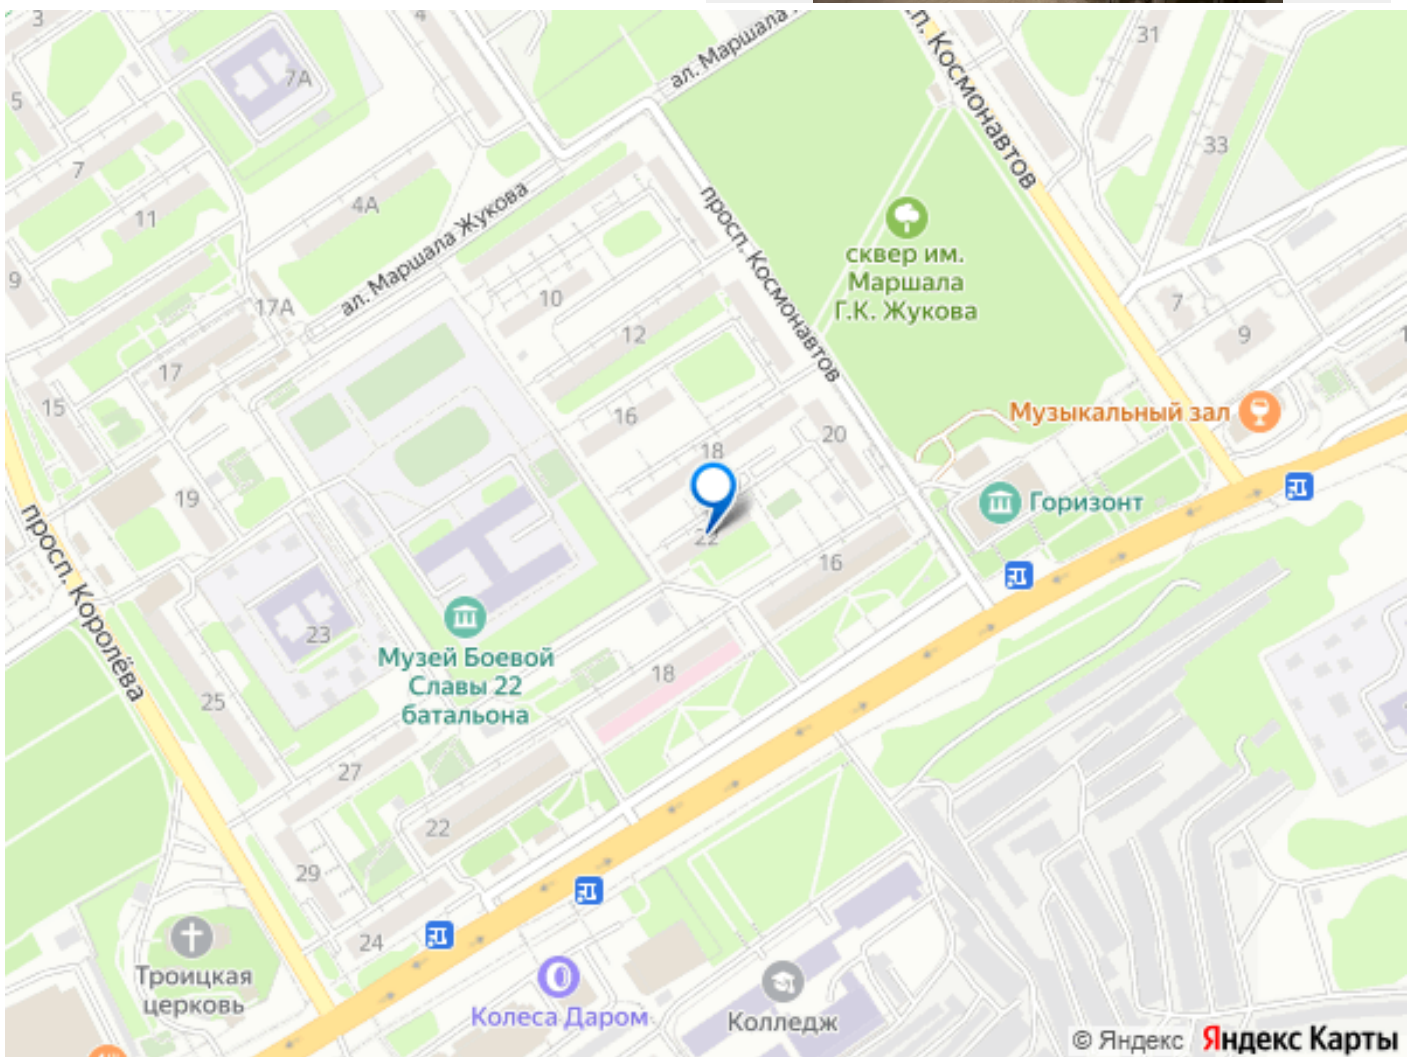 3
4
ал. Маршала
просп. Космонавтов
31
7А
5
33
7
4А
11
ал. Маршала Жукова
просп. Космонавтов
сквер им.
Маршала
Г.К. Жукова
9
10
17А
7
12
9
17
15
16
Музыкальный зал
20
18
19
Горизонт
22
16
просп. Королёва
23
Музей Боевой
Славы 22
батальона
18
25
27
22
29
24
Троицкая
церковь
Колеса Даром
Колледж
© Яндекс Яндекс Карты